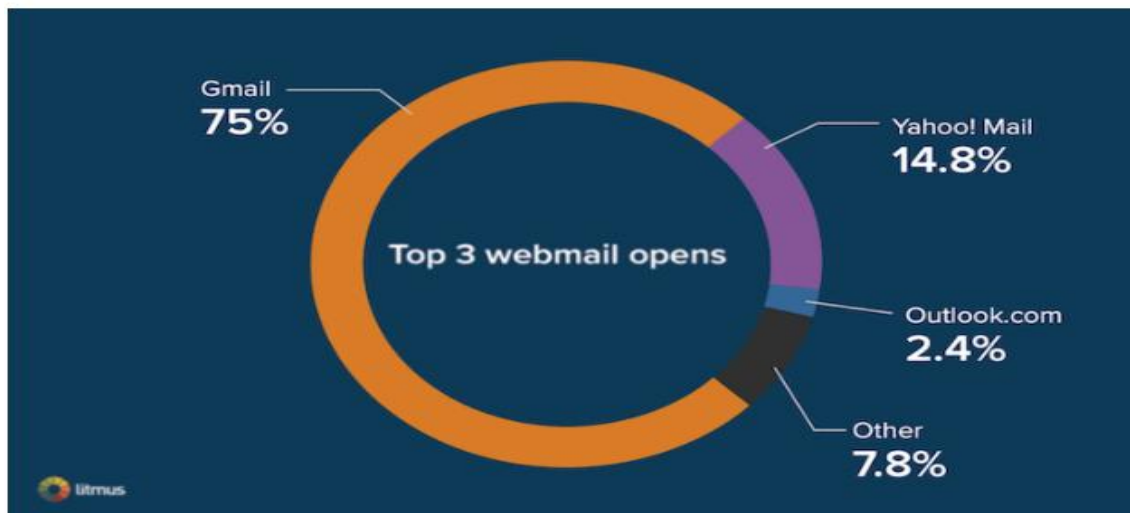 Gmail
75%
Yahoo! Mail
14.8%
Top 3 webmail opens
Outlook.com
2.4%
Other
7.8%
litmus